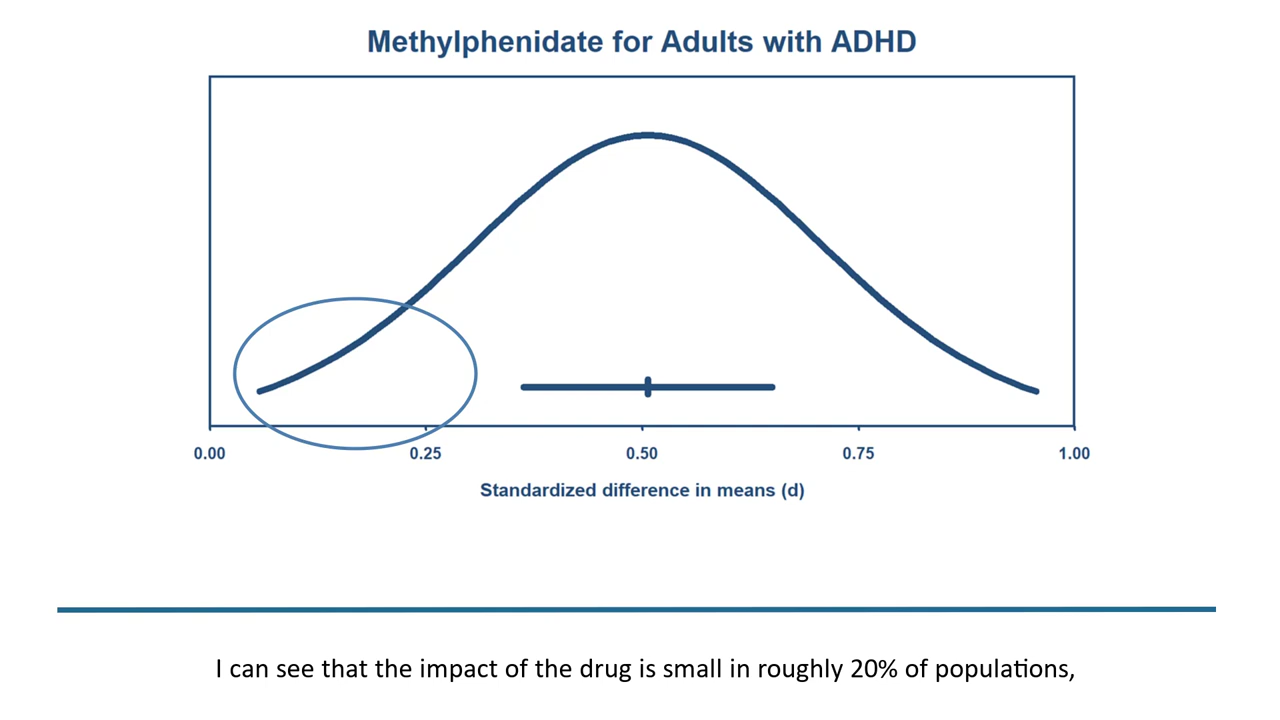 Methylphenidate for Adults with ADHD
0.00 0.25 0.50 0.75 1.00
Standardized difference in means (d)
I can see that the impact of the drug is small in roughly 20% of populations,